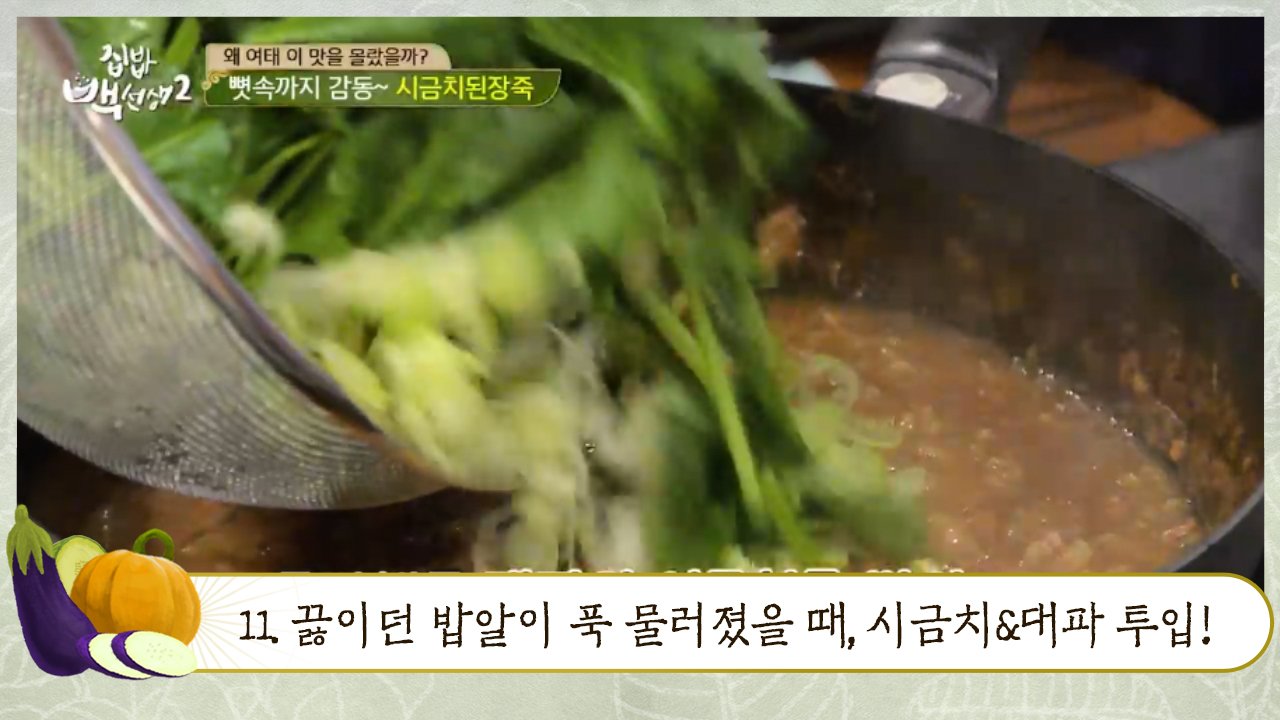 집밥
백선생2
왜 여태 이 맛을 몰랐을까?
뼛속까지 감동~ 시금치된장죽
11. 끓이던 밥알이 푹 물러졌을 때, 시금치&대파 투입!